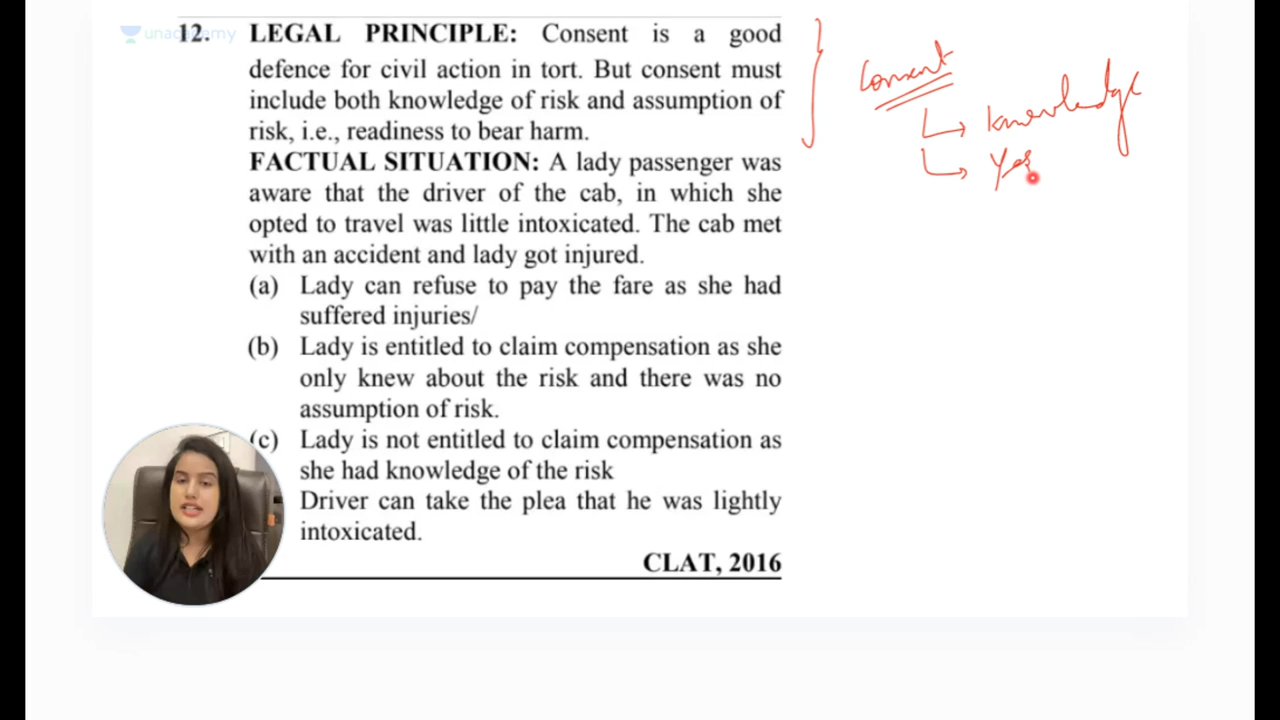 unacademy
12. LEGAL PRINCIPLE: Consent is a good
defence for civil action in tort. But consent must
include both knowledge of risk and assumption of
risk, i.e., readiness to bear harm.
FACTUAL SITUATION: A lady passenger was
aware that the driver of the cab, in which she
opted to travel was little intoxicated. The cab met
with an accident and lady got injured.
(a) Lady can refuse to pay the fare as she had
suffered injuries/
(b) Lady is entitled to claim compensation as she
only knew about the risk and there was no
assumption of risk.
(c) Lady is not entitled to claim compensation as
she had knowledge of the risk
Driver can take the plea that he was lightly
intoxicated.
CLAT, 2016
Consent
Knowledge
Yes